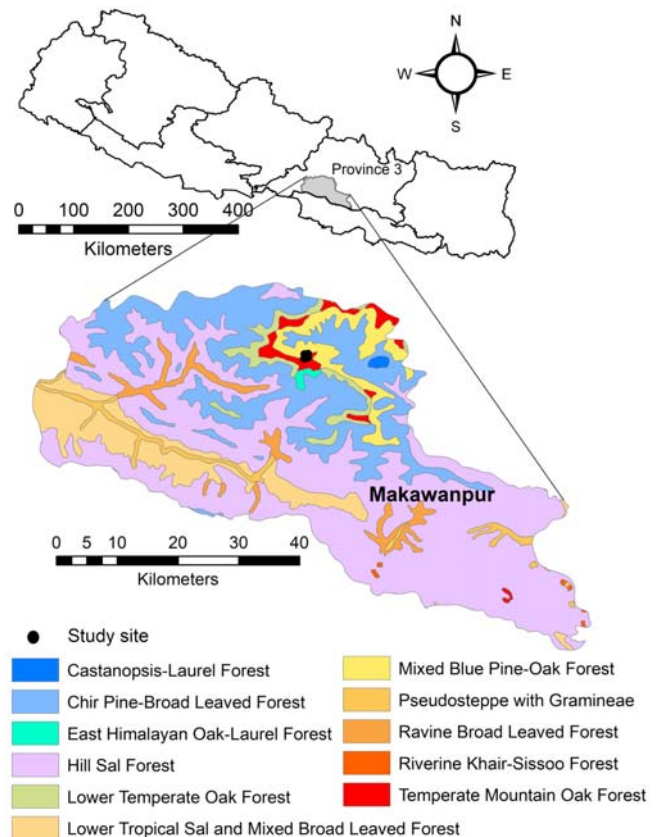 N
W E
S
Province 3
0 100 200 300 400
Kilometers
Makawanpur
0 5 10 20 30 40
Kilometers
Study site
Castanopsis-Laurel Forest
Chir Pine-Broad Leaved Forest
East Himalayan Oak-Laurel Forest
Hill Sal Forest
Lower Temperate Oak Forest
Lower Tropical Sal and Mixed Broad Leaved Forest
Mixed Blue Pine-Oak Forest
Pseudosteppe with Gramineae
Ravine Broad Leaved Forest
Riverine Khair-Sissoo Forest
Temperate Mountain Oak Forest